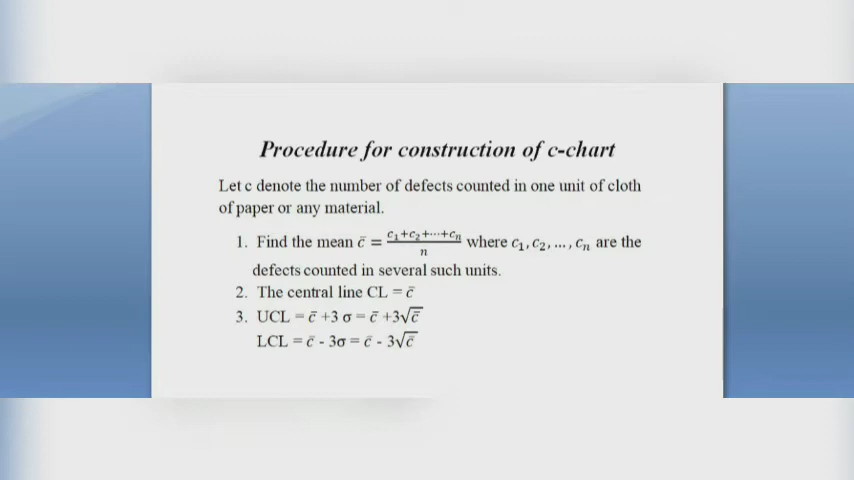 Procedure for construction of c-chart
Let c denote the number of defects counted in one unit of cloth
of paper or any material.
1. Find the mean c̄ = (c₁+c₂+⋯+cₙ)/n where c₁, c₂, …, cₙ are the
defects counted in several such units.
2. The central line CL = c̄
3. UCL = c̄ +3 σ = c̄ +3√c̄
LCL = c̄ - 3σ = c̄ - 3√c̄